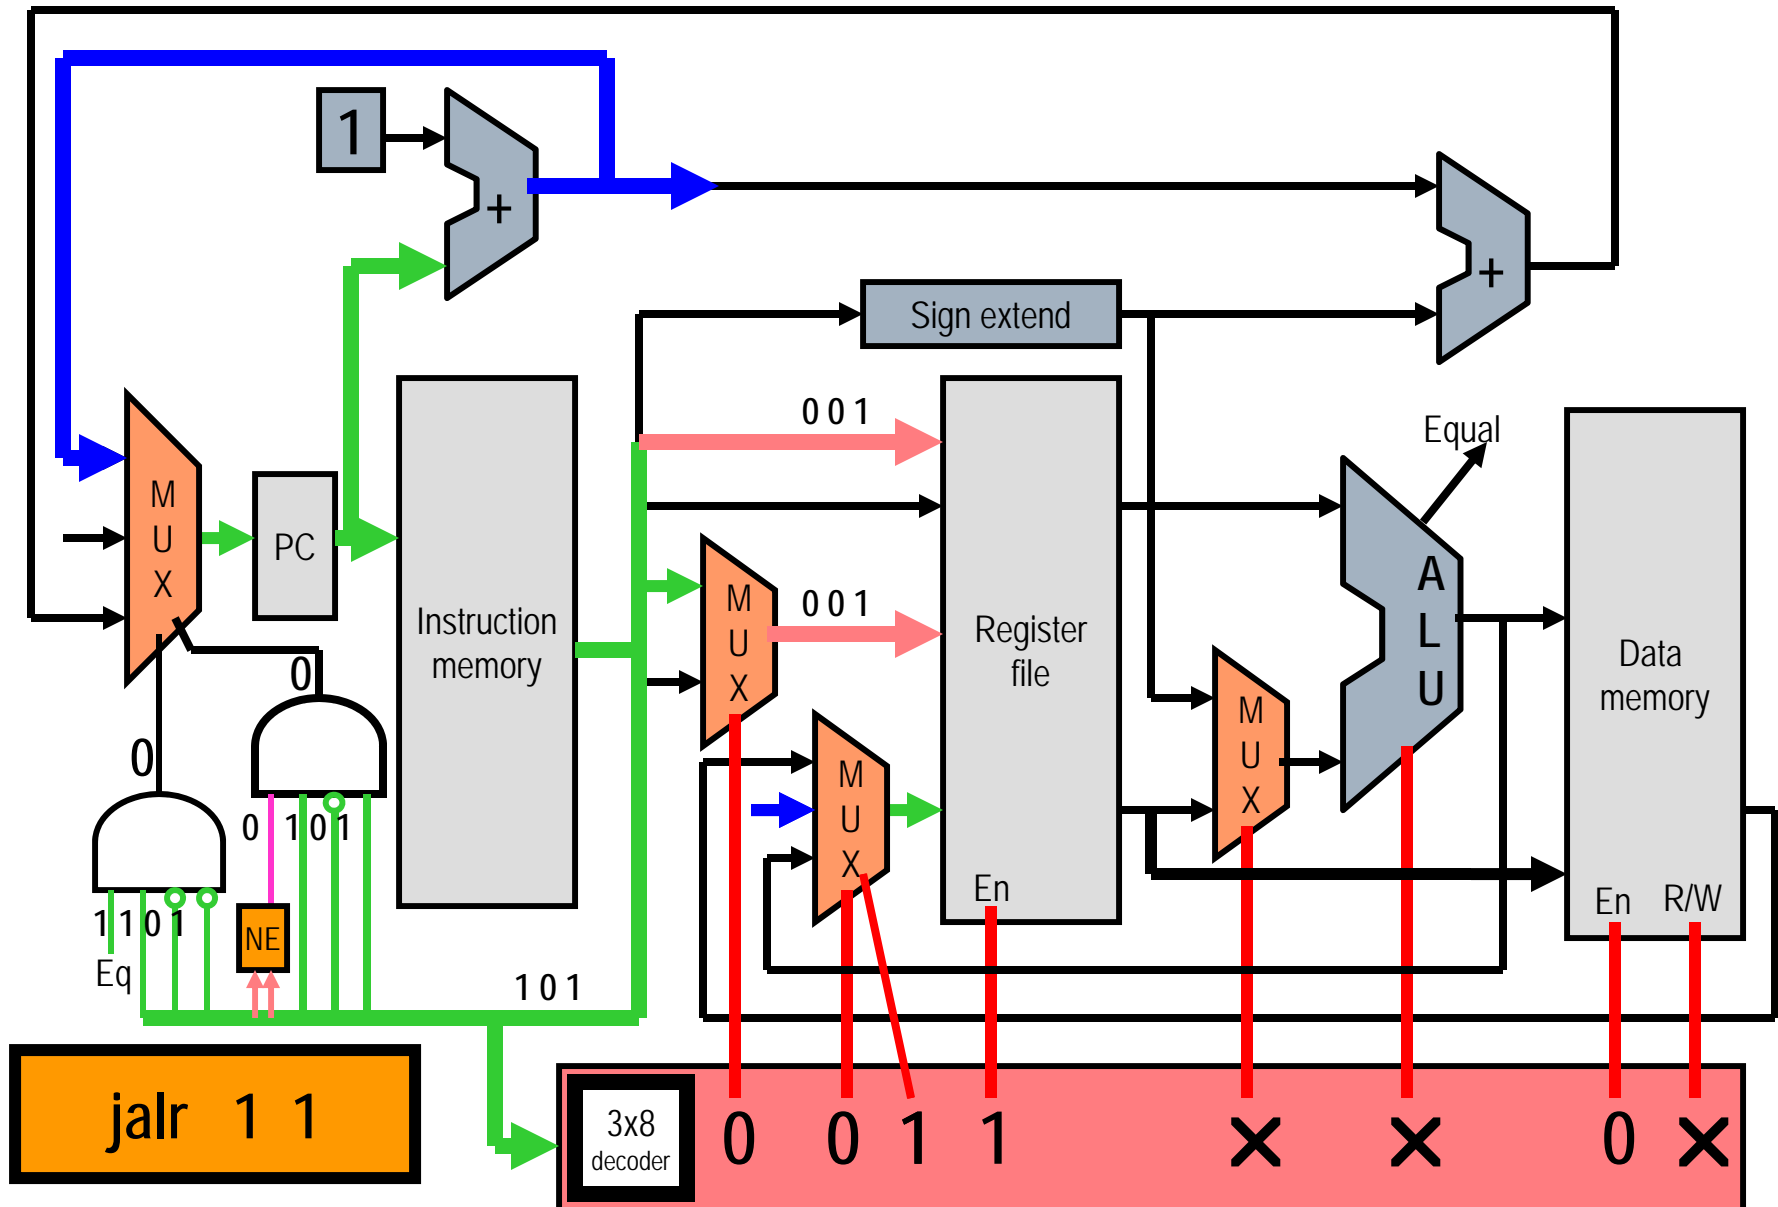 1
+
+
Sign extend
0 0 1
Equal
M
U
X
PC
Instruction
memory
M
U
X
0 0 1
Register
file
A
L
U
Data
memory
M
U
X
M
U
X
0
0
0 1 0 1
1 1 0 1
Eq
NE
1 0 1
En
En R/W
jalr 1 1
3x8
decoder
0 0 1 1 × × 0 ×